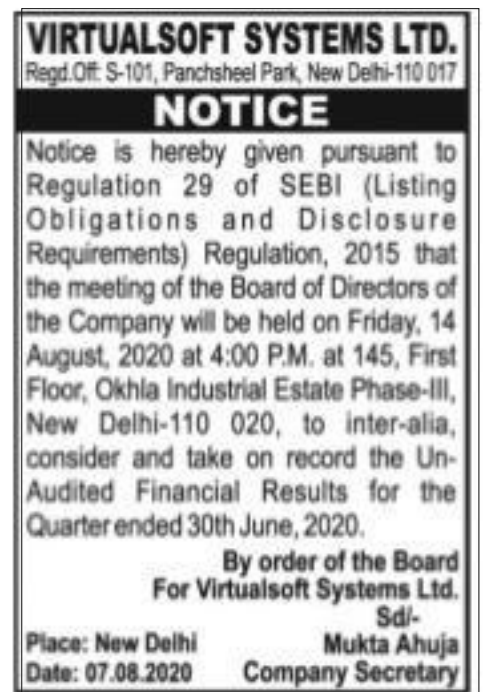 VIRTUALSOFT SYSTEMS LTD.
Regd.Off: S-101, Panchsheel Park, New Delhi-110 017
NOTICE
Notice is hereby given pursuant to
Regulation 29 of SEBI (Listing
Obligations and Disclosure
Requirements) Regulation, 2015 that
the meeting of the Board of Directors of
the Company will be held on Friday, 14
August, 2020 at 4:00 P.M. at 145, First
Floor, Okhla Industrial Estate Phase-III,
New Delhi-110 020, to inter-alia,
consider and take on record the Un-
Audited Financial Results for the
Quarter ended 30th June, 2020.
By order of the Board
For Virtualsoft Systems Ltd.
Sd/-
Place: New Delhi Mukta Ahuja
Date: 07.08.2020 Company Secretary